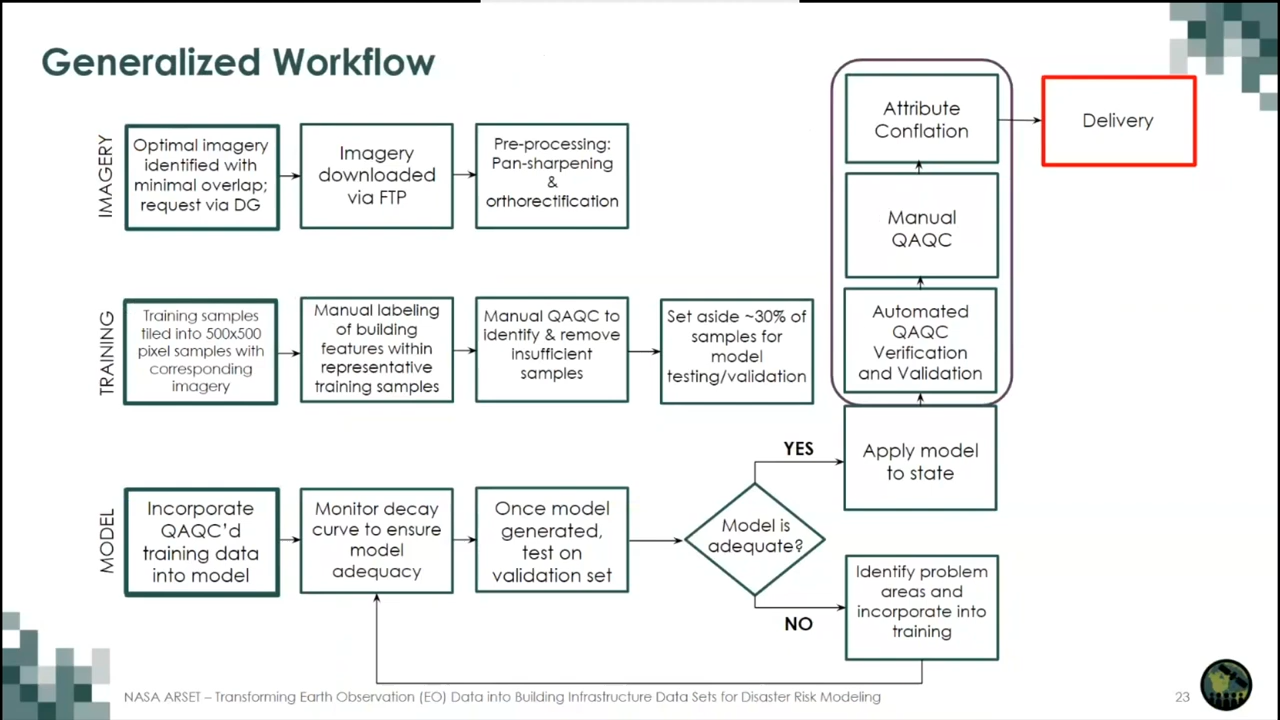 Generalized Workflow
IMAGERY
Optimal imagery
identified with
minimal overlap;
request via DG
Imagery
downloaded
via FTP
Pre-processing:
Pan-sharpening
&
orthorectification
Attribute
Conflation
Delivery
Manual
QAQC
Automated
QAQC
Verification
and Validation
TRAINING
Training samples
tiled into 500x500
pixel samples with
corresponding
imagery
Manual labeling
of building
features within
representative
training samples
Manual QAQC to
identify & remove
insufficient
samples
Set aside ~30% of
samples for
model
testing/validation
MODEL
Incorporate
QAQC'd
training data
into model
Monitor decay
curve to ensure
model
adequacy
Once model
generated,
test on
validation set
Model is
adequate?
YES
Apply model
to state
NO
Identify problem
areas and
incorporate into
training
NASA ARSET – Transforming Earth Observation (EO) Data into Building Infrastructure Data Sets for Disaster Risk Modeling
23